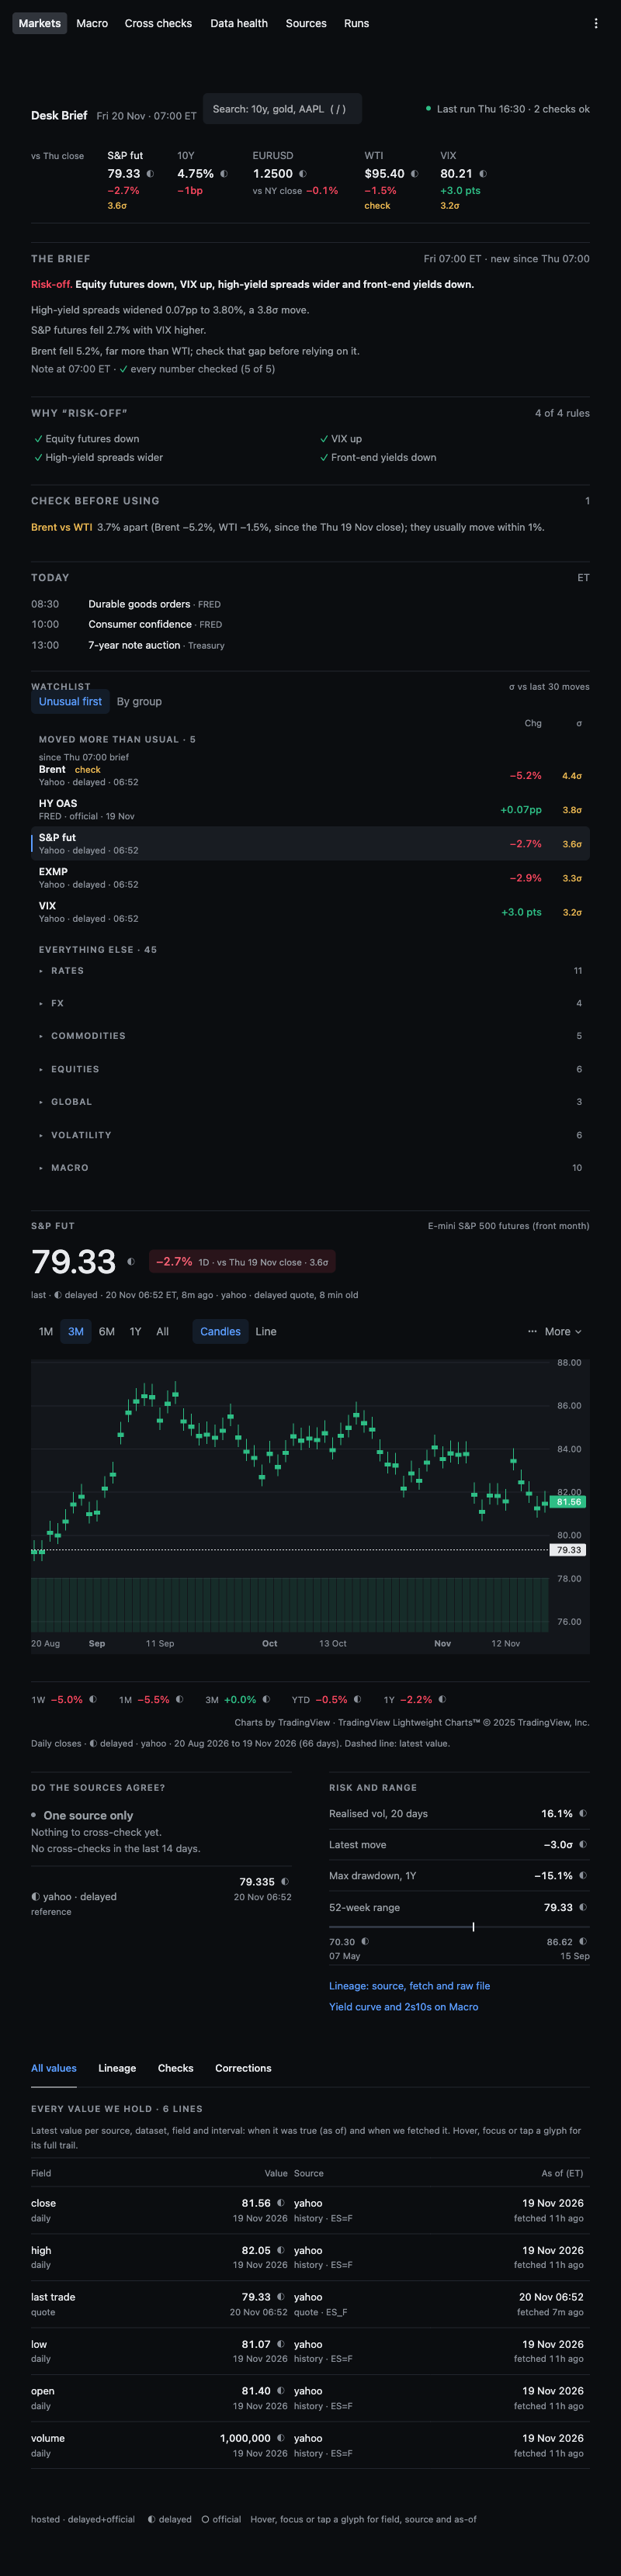 Markets Macro Cross checks Data health Sources Runs
Desk Brief Fri 20 Nov · 07:00 ET Search: 10y, gold, AAPL ( / ) Last run Thu 16:30 · 2 checks ok
vs Thu close S&P fut 10Y EURUSD WTI VIX
79.33 4.75% 1.2500 $95.40 80.21
−2.7% −1bp vs NY close −0.1% −1.5% +3.0 pts
3.6σ check 3.2σ
THE BRIEF Fri 07:00 ET · new since Thu 07:00
Risk-off. Equity futures down, VIX up, high-yield spreads wider and front-end yields down.
High-yield spreads widened 0.07pp to 3.80%, a 3.8σ move.
S&P futures fell 2.7% with VIX higher.
Brent fell 5.2%, far more than WTI; check that gap before relying on it.
Note at 07:00 ET · ✓ every number checked (5 of 5)
WHY “RISK-OFF” 4 of 4 rules
✓ Equity futures down ✓ VIX up
✓ High-yield spreads wider ✓ Front-end yields down
CHECK BEFORE USING 1
Brent vs WTI 3.7% apart (Brent −5.2%, WTI −1.5%, since the Thu 19 Nov close); they usually move within 1%.
TODAY ET
08:30 Durable goods orders · FRED
10:00 Consumer confidence · FRED
13:00 7-year note auction · Treasury
WATCHLIST σ vs last 30 moves
Unusual first By group
Chg σ
MOVED MORE THAN USUAL · 5
since Thu 07:00 brief
Brent check
Yahoo · delayed · 06:52 −5.2% 4.4σ
HY OAS
FRED · official · 19 Nov +0.07pp 3.8σ
S&P fut
Yahoo · delayed · 06:52 −2.7% 3.6σ
EXMP
Yahoo · delayed · 06:52 −2.9% 3.3σ
VIX
Yahoo · delayed · 06:52 +3.0 pts 3.2σ
EVERYTHING ELSE · 45
▸ RATES 11
▸ FX 4
▸ COMMODITIES 5
▸ EQUITIES 6
▸ GLOBAL 3
▸ VOLATILITY 6
▸ MACRO 10
S&P FUT E-mini S&P 500 futures (front month)
79.33 −2.7% 1D · vs Thu 19 Nov close · 3.6σ
last · ◐ delayed · 20 Nov 06:52 ET, 8m ago · yahoo · delayed quote, 8 min old
1M 3M 6M 1Y All Candles Line ··· More
88.00
86.00
84.00
82.00
81.56
80.00
79.33
78.00
76.00
20 Aug Sep 11 Sep Oct 13 Oct Nov 12 Nov
1W −5.0% 1M −5.5% 3M +0.0% YTD −0.5% 1Y −2.2%
Charts by TradingView · TradingView Lightweight Charts™ © 2025 TradingView, Inc.
Daily closes · ◐ delayed · yahoo · 20 Aug 2026 to 19 Nov 2026 (66 days). Dashed line: latest value.
DO THE SOURCES AGREE?
One source only
Nothing to cross-check yet.
No cross-checks in the last 14 days.
79.335
◐ yahoo · delayed 20 Nov 06:52
reference
RISK AND RANGE
Realised vol, 20 days 16.1%
Latest move −3.0σ
Max drawdown, 1Y −15.1%
52-week range 79.33
70.30 86.62
07 May 15 Sep
Lineage: source, fetch and raw file
Yield curve and 2s10s on Macro
All values Lineage Checks Corrections
EVERY VALUE WE HOLD · 6 LINES
Latest value per source, dataset, field and interval: when it was true (as of) and when we fetched it. Hover, focus or tap a glyph for
its full trail.
Field Value Source As of (ET)
close 81.56 yahoo 19 Nov 2026
daily 19 Nov 2026 history · ES=F fetched 11h ago
high 82.05 yahoo 19 Nov 2026
daily 19 Nov 2026 history · ES=F fetched 11h ago
last trade 79.33 yahoo 20 Nov 06:52
quote 20 Nov 06:52 quote · ES_F fetched 7m ago
low 81.07 yahoo 19 Nov 2026
daily 19 Nov 2026 history · ES=F fetched 11h ago
open 81.40 yahoo 19 Nov 2026
daily 19 Nov 2026 history · ES=F fetched 11h ago
volume 1,000,000 yahoo 19 Nov 2026
daily 19 Nov 2026 history · ES=F fetched 11h ago
hosted · delayed+official ◐ delayed ○ official Hover, focus or tap a glyph for field, source and as-of